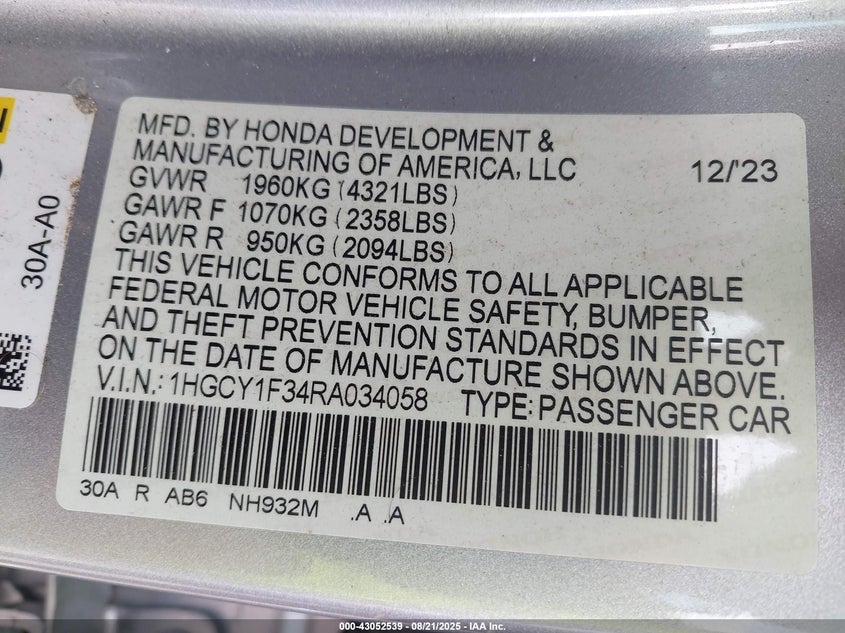 30A-A0
MFD. BY HONDA DEVELOPMENT &
MANUFACTURING OF AMERICA, LLC 12/'23
GVWR 1960KG (4321LBS)
GAWR F 1070KG (2358LBS)
GAWR R 950KG (2094LBS)
THIS VEHICLE CONFORMS TO ALL APPLICABLE
FEDERAL MOTOR VEHICLE SAFETY, BUMPER,
AND THEFT PREVENTION STANDARDS IN EFFECT
ON THE DATE OF MANUFACTURE SHOWN ABOVE.
V.I.N.: 1HGCY1F34RA034058 TYPE: PASSENGER CAR
30A R AB6 NH932M .A .A
000-43052539 - 08/21/2025 - IAA Inc.